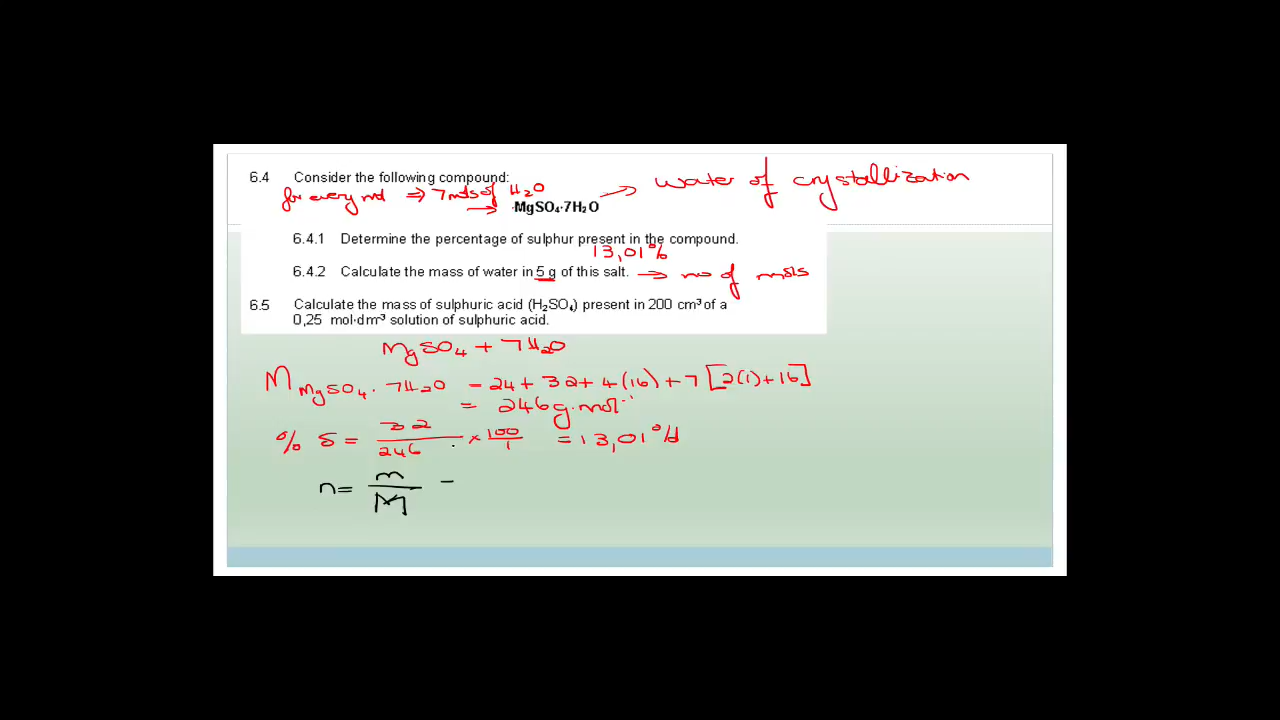 6.4 Consider the following compound:
for every mol ⇒ 7 mols of H₂O
→ MgSO₄·7H₂O → water of crystallization
6.4.1 Determine the percentage of sulphur present in the compound.
13,01%
6.4.2 Calculate the mass of water in 5 g of this salt. → no of mols
6.5 Calculate the mass of sulphuric acid (H₂SO₄) present in 200 cm³ of a
0,25 mol·dm⁻³ solution of sulphuric acid.
MgSO₄ + 7H₂O
M MgSO₄·7H₂O = 24 + 32 + 4(16) + 7[2(1)+16]
= 246 g·mol⁻¹
% S = 32/246 × 100/1 = 13,01%
n = m/M =